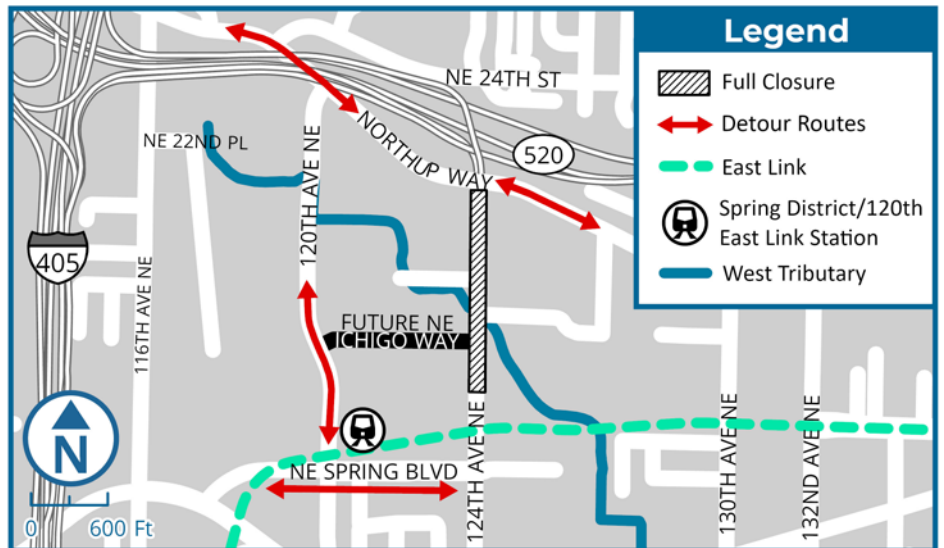 Legend
Full Closure
Detour Routes
East Link
Spring District/120th
East Link Station
West Tributary
NE 24TH ST
NE 22ND PL
NORTHUP WAY
520
120TH AVE NE
405
116TH AVE NE
FUTURE NE
ICHIGO WAY
N
NE SPRING BLVD
124TH AVE NE
130TH AVE NE
132ND AVE NE
0 600 Ft